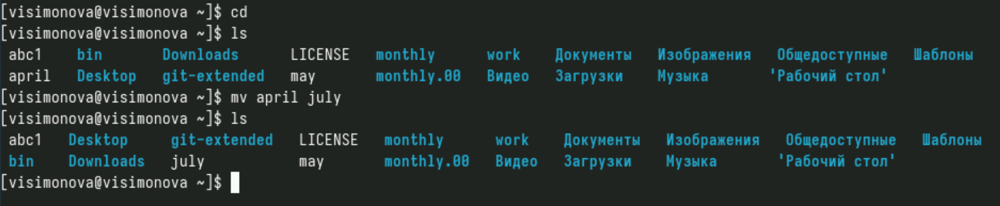 [visimonova@visimonova ~]$ cd
[visimonova@visimonova ~]$ ls
abc1 bin Downloads LICENSE monthly work Документы Изображения Общедоступные Шаблоны
april Desktop git-extended may monthly.00 Видео Загрузки Музыка 'Рабочий стол'
[visimonova@visimonova ~]$ mv april july
[visimonova@visimonova ~]$ ls
abc1 Desktop git-extended LICENSE monthly work Документы Изображения Общедоступные Шаблоны
bin Downloads july may monthly.00 Видео Загрузки Музыка 'Рабочий стол'
[visimonova@visimonova ~]$